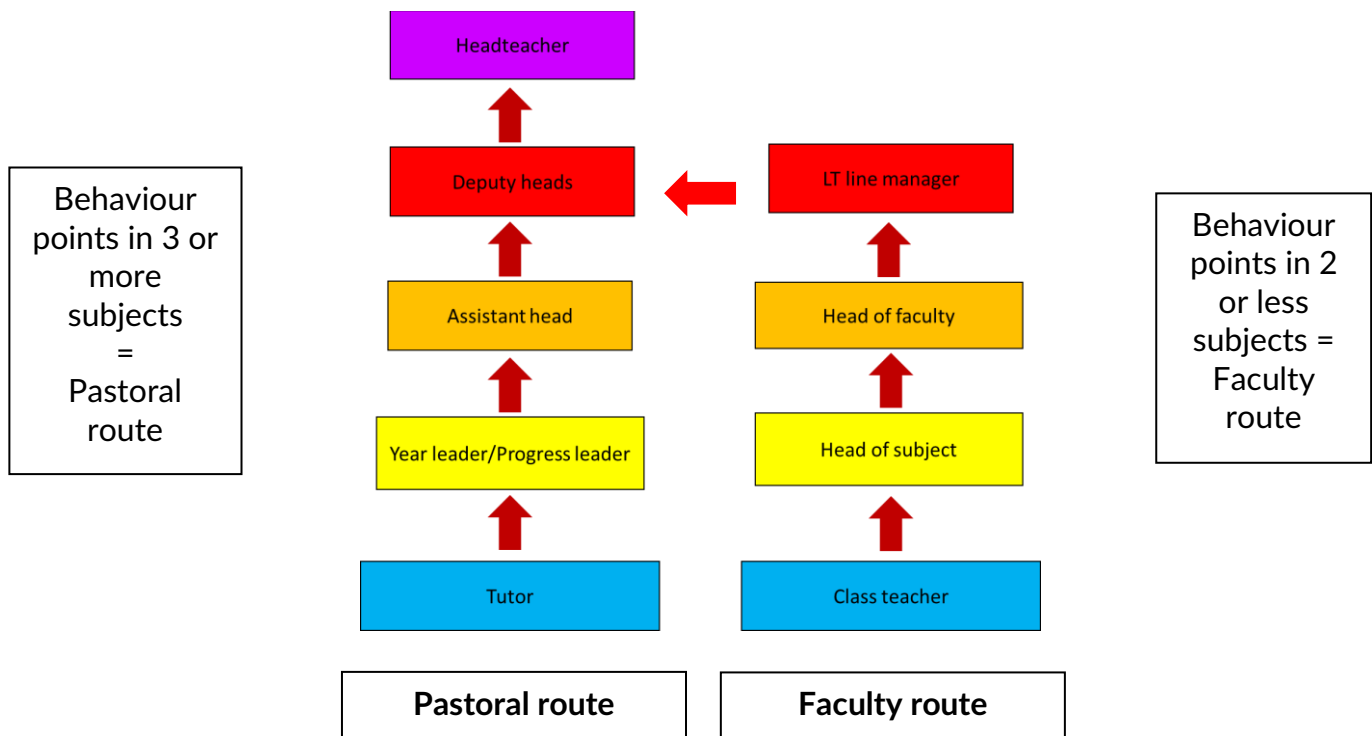 Headteacher
Deputy heads
LT line manager
Behaviour
points in 3 or
more
subjects
=
Pastoral
route
Behaviour
points in 2
or less
subjects =
Faculty
route
Assistant head
Head of faculty
Year leader/Progress leader
Head of subject
Tutor
Class teacher
Pastoral route
Faculty route